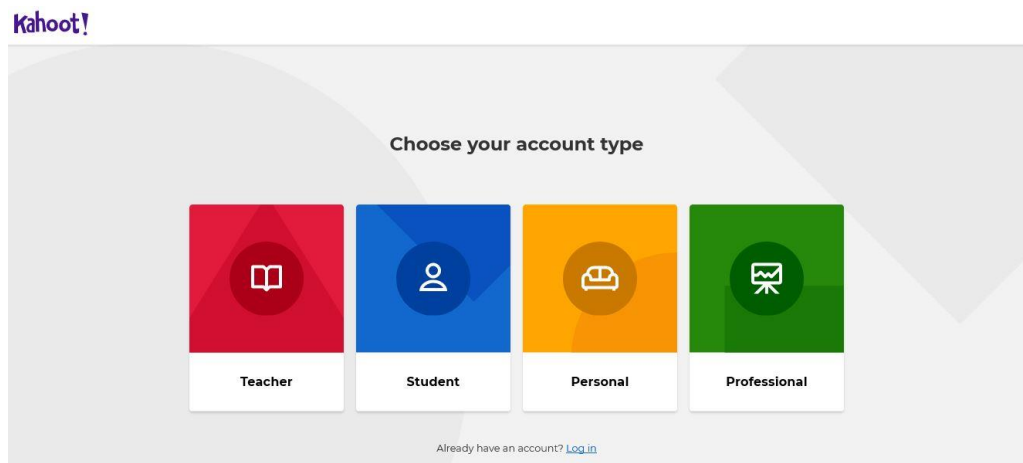 Kahoot!
Choose your account type
Teacher
Student
Personal
Professional
Already have an account? Log in